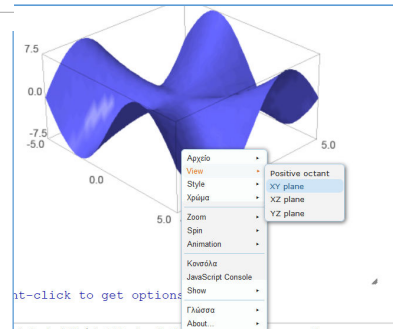 7.5
0.0
-7.5
-5.0
0.0
5.0
5.0
Αρχείο
View
Style
Χρώμα
Zoom
Spin
Animation
Κονσόλα
JavaScript Console
Show
Γλώσσα
About...
Positive octant
XY plane
XZ plane
YZ plane
nt-click to get options